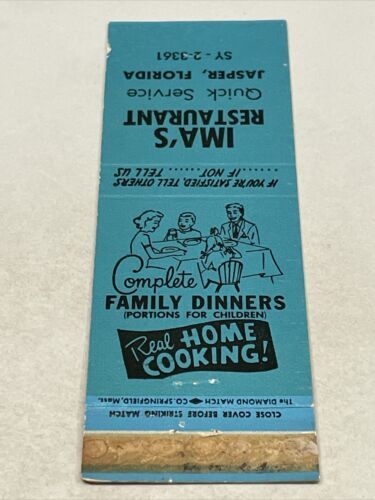 SY - 2-3361
JASPER, FLORIDA
Quick Service
RESTAURANT
IMA'S
IF YOU'RE SATISFIED, TELL OTHERS
.......IF NOT.......TELL US
Complete
FAMILY DINNERS
(PORTIONS FOR CHILDREN)
Real HOME
COOKING!
The DIAMOND MATCH CO. SPRINGFIELD, Mass.
CLOSE COVER BEFORE STRIKING MATCH